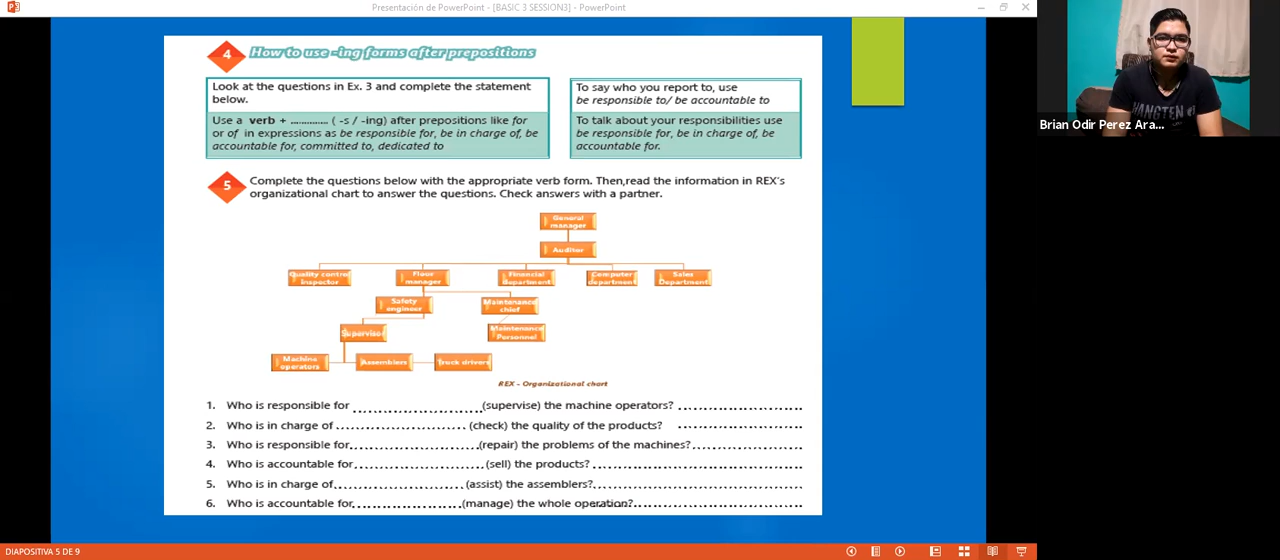 Presentación de PowerPoint - [BASIC 3 SESSION3] - PowerPoint
4 How to use -ing forms after prepositions
Look at the questions in Ex. 3 and complete the statement
below.
Use a verb + ............. ( -s / -ing) after prepositions like for
or of in expressions as be responsible for, be in charge of, be
accountable for, committed to, dedicated to
To say who you report to, use
be responsible to/ be accountable to
To talk about your responsibilities use
be responsible for, be in charge of, be
accountable for.
Brian Odir Perez Ara...
5 Complete the questions below with the appropriate verb form. Then,read the information in REX's
organizational chart to answer the questions. Check answers with a partner.
General
manager
Auditor
Quality contro
Inspector
Floor
manager
Financial
Department
Computer
department
Sales
Department
Safety
engineer
Maintenance
chief
Supervisor
Maintenance
Personnel
Machine
operators
Assemblers
Truck drivers
REX - Organizational chart
1. Who is responsible for ........................(supervise) the machine operators? ........................
2. Who is in charge of ........................ (check) the quality of the products? ........................
3. Who is responsible for........................(repair) the problems of the machines?........................
4. Who is accountable for........................ (sell) the products? ........................
5. Who is in charge of........................ (assist) the assemblers?........................
6. Who is accountable for........................(manage) the whole operation?........................
DIAPOSITIVA 5 DE 9